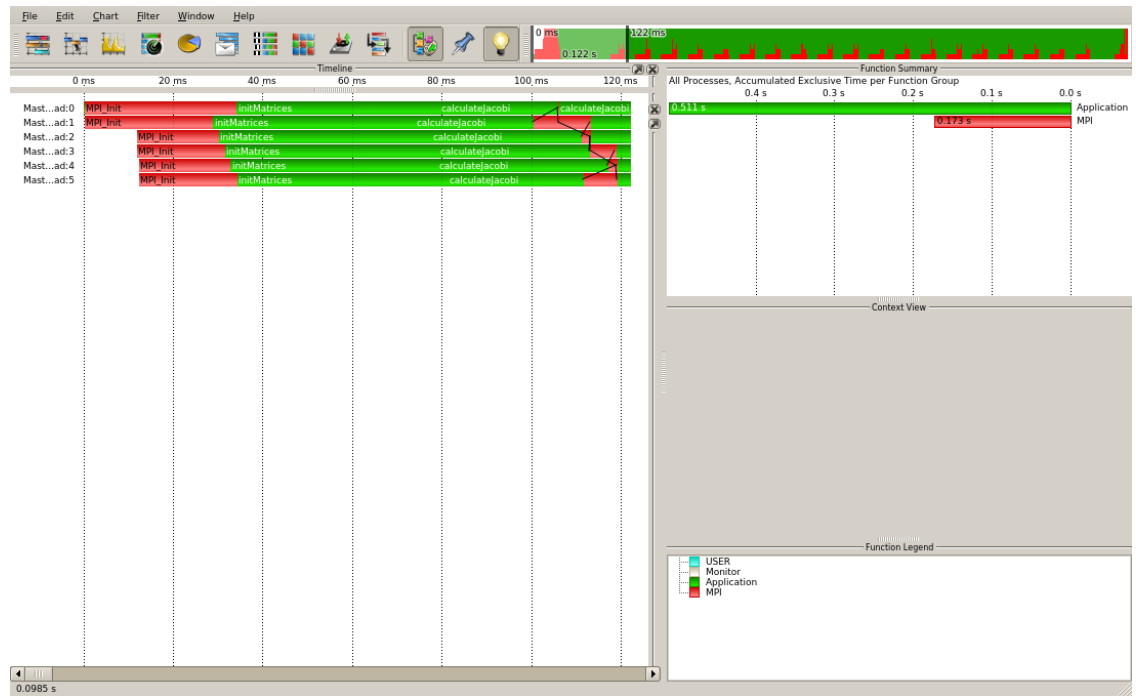 File Edit Chart Filter Window Help
0 ms 122 ms
0.122 s
Timeline
0 ms 20 ms 40 ms 60 ms 80 ms 100 ms 120 ms
Mast...ad:0 MPI_Init initMatrices calculateJacobi calculateJacobi
Mast...ad:1 MPI_Init initMatrices calculateJacobi
Mast...ad:2 MPI_Init initMatrices calculateJacobi
Mast...ad:3 MPI_Init initMatrices calculateJacobi
Mast...ad:4 MPI_Init initMatrices calculateJacobi
Mast...ad:5 MPI_Init initMatrices calculateJacobi
Function Summary
All Processes, Accumulated Exclusive Time per Function Group
0.4 s 0.3 s 0.2 s 0.1 s 0.0 s
0.511 s Application
0.173 s MPI
Context View
Function Legend
USER
Monitor
Application
MPI
0.0985 s